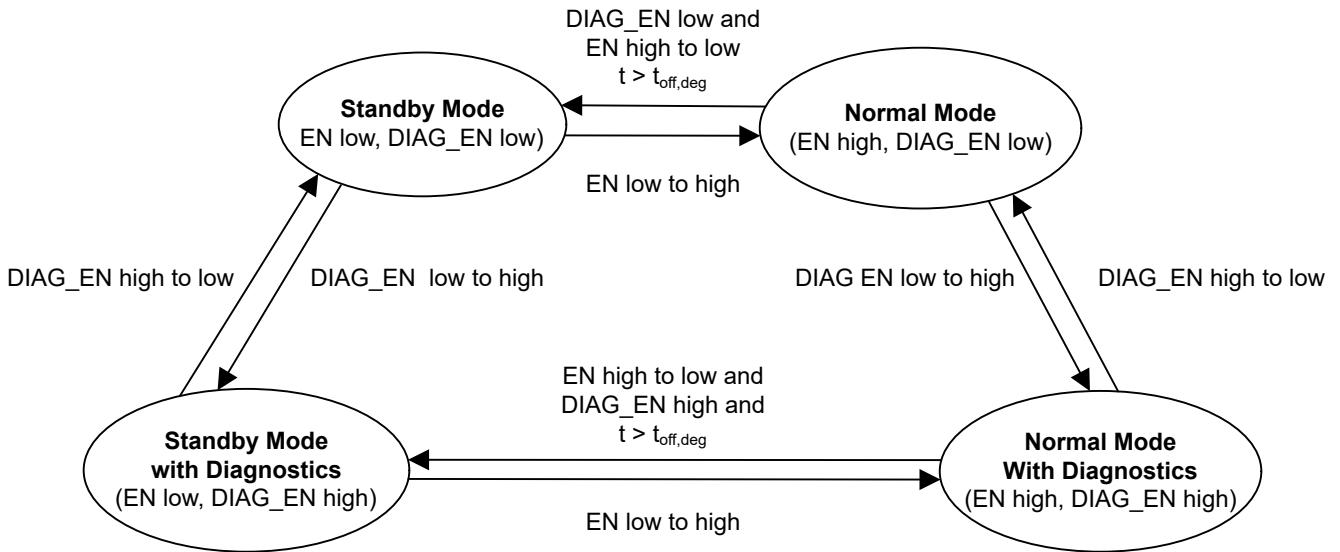 DIAG_EN low and
EN high to low
t > toff,deg
Standby Mode
EN low, DIAG_EN low)
Normal Mode
(EN high, DIAG_EN low)
EN low to high
DIAG_EN high to low
DIAG_EN  low to high
DIAG EN low to high
DIAG_EN high to low
EN high to low and
DIAG_EN high and
t > toff,deg
Standby Mode
with Diagnostics
(EN low, DIAG_EN high)
Normal Mode
With Diagnostics
(EN high, DIAG_EN high)
EN low to high